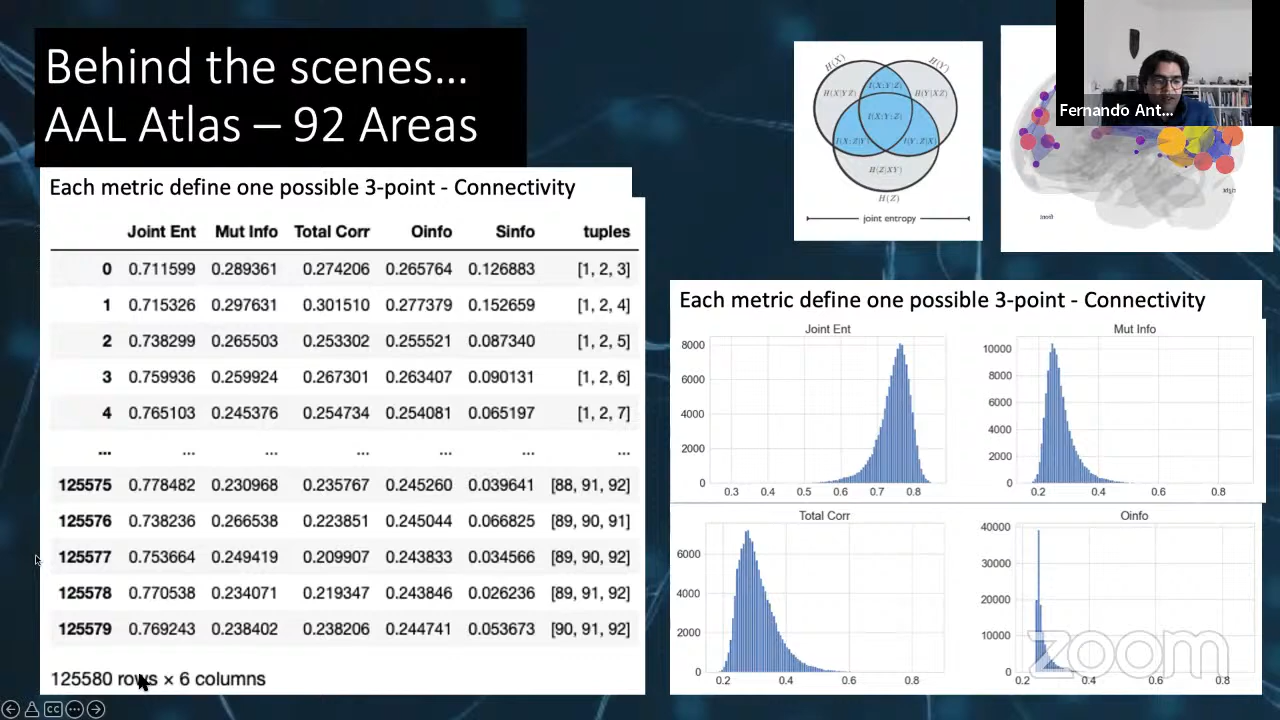 Behind the scenes...
AAL Atlas – 92 Areas
Each metric define one possible 3-point - Connectivity
Joint Ent Mut Info Total Corr Oinfo Sinfo tuples
0 0.711599 0.289361 0.274206 0.265764 0.126883 [1, 2, 3]
1 0.715326 0.297631 0.301510 0.277379 0.152659 [1, 2, 4]
2 0.738299 0.265503 0.253302 0.255521 0.087340 [1, 2, 5]
3 0.759936 0.259924 0.267301 0.263407 0.090131 [1, 2, 6]
4 0.765103 0.245376 0.254734 0.254081 0.065197 [1, 2, 7]
... ... ... ... ... ... ...
125575 0.778482 0.230968 0.235767 0.245260 0.039641 [88, 91, 92]
125576 0.738236 0.266538 0.223851 0.245044 0.066825 [89, 90, 91]
125577 0.753664 0.249419 0.209907 0.243833 0.034566 [89, 90, 92]
125578 0.770538 0.234071 0.219347 0.243846 0.026236 [89, 91, 92]
125579 0.769243 0.238402 0.238206 0.244741 0.053673 [90, 91, 92]
125580 rows × 6 columns
H(X) H(Y)
I(X;Y|Z)
H(X|YZ) H(Y|XZ)
I(X;Y;Z)
I(X;Z|Y) I(Y;Z|X)
H(Z|XY)
H(Z)
joint entropy
Fernando Ant...
Each metric define one possible 3-point - Connectivity
Joint Ent
8000
6000
4000
2000
0
0.3 0.4 0.5 0.6 0.7 0.8
Mut Info
10000
8000
6000
4000
2000
0
0.2 0.4 0.6 0.8
Total Corr
6000
4000
2000
0
0.2 0.4 0.6 0.8
Oinfo
40000
30000
20000
10000
0
0.2 0.4 0.6 0.8
zoom
CC